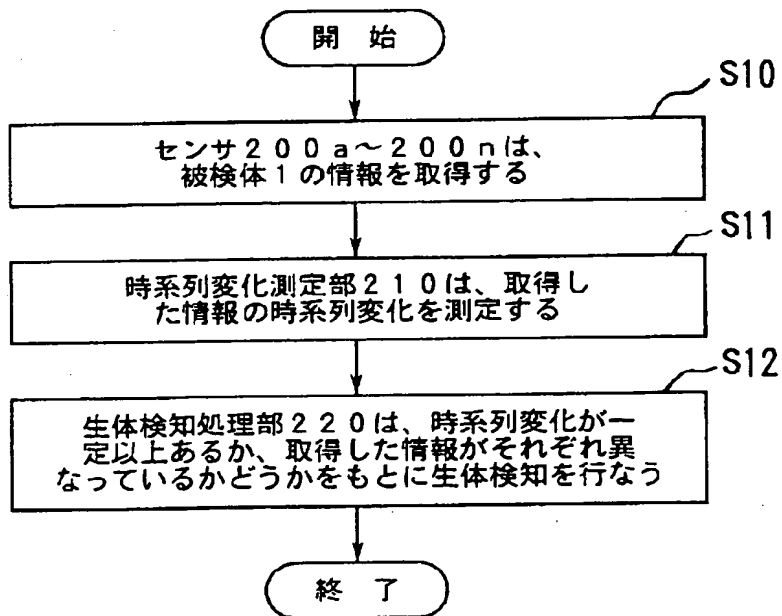 開 始
S10
センサ200a～200nは、
被検体1の情報を取得する
S11
時系列変化測定部210は、取得し
た情報の時系列変化を測定する
S12
生体検知処理部220は、時系列変化が一
定以上あるか、取得した情報がそれぞれ異
なっているかどうかをもとに生体検知を行なう
終 了